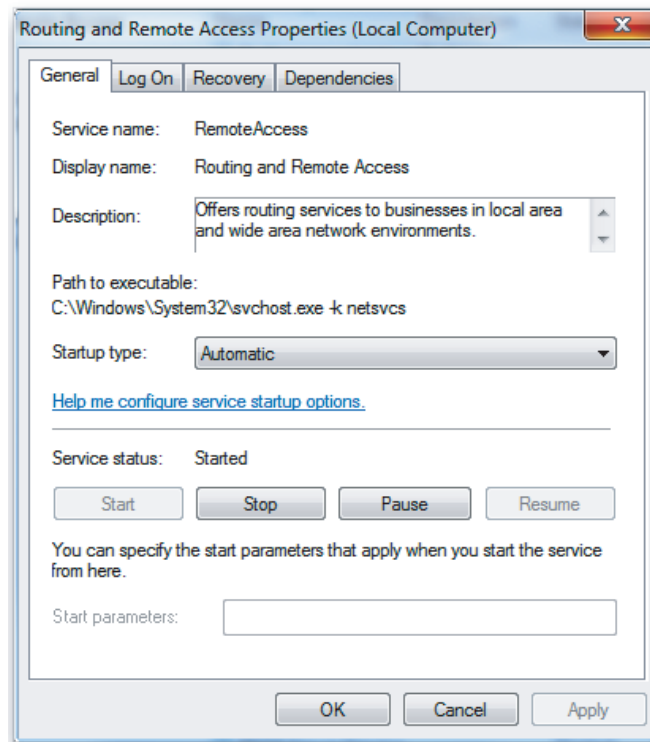 Routing and Remote Access Properties (Local Computer)
General Log On Recovery Dependencies
Service name: RemoteAccess
Display name: Routing and Remote Access
Description: Offers routing services to businesses in local area
and wide area network environments.
Path to executable:
C:\Windows\System32\svchost.exe -k netsvcs
Startup type: Automatic
Help me configure service startup options.
Service status: Started
Start Stop Pause Resume
You can specify the start parameters that apply when you start the service
from here.
Start parameters:
OK Cancel Apply